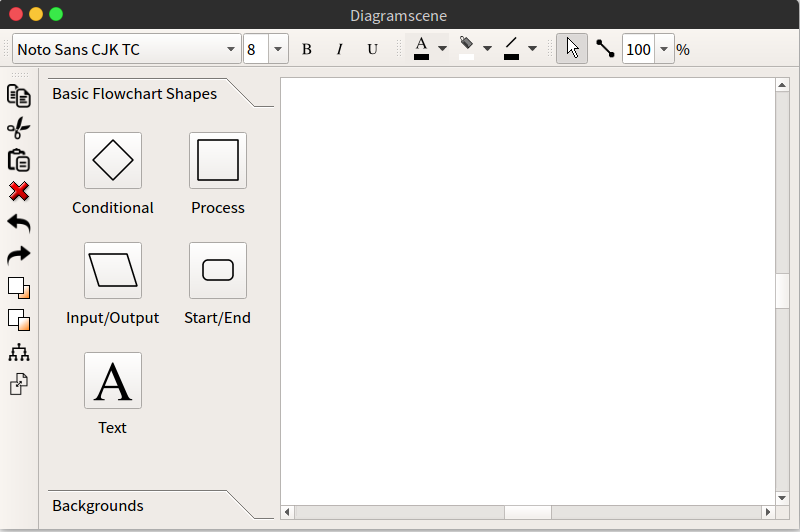 Diagramscene
Noto Sans CJK TC 8 B I U A 100 %
Basic Flowchart Shapes
Conditional Process
Input/Output Start/End
A
Text
Backgrounds